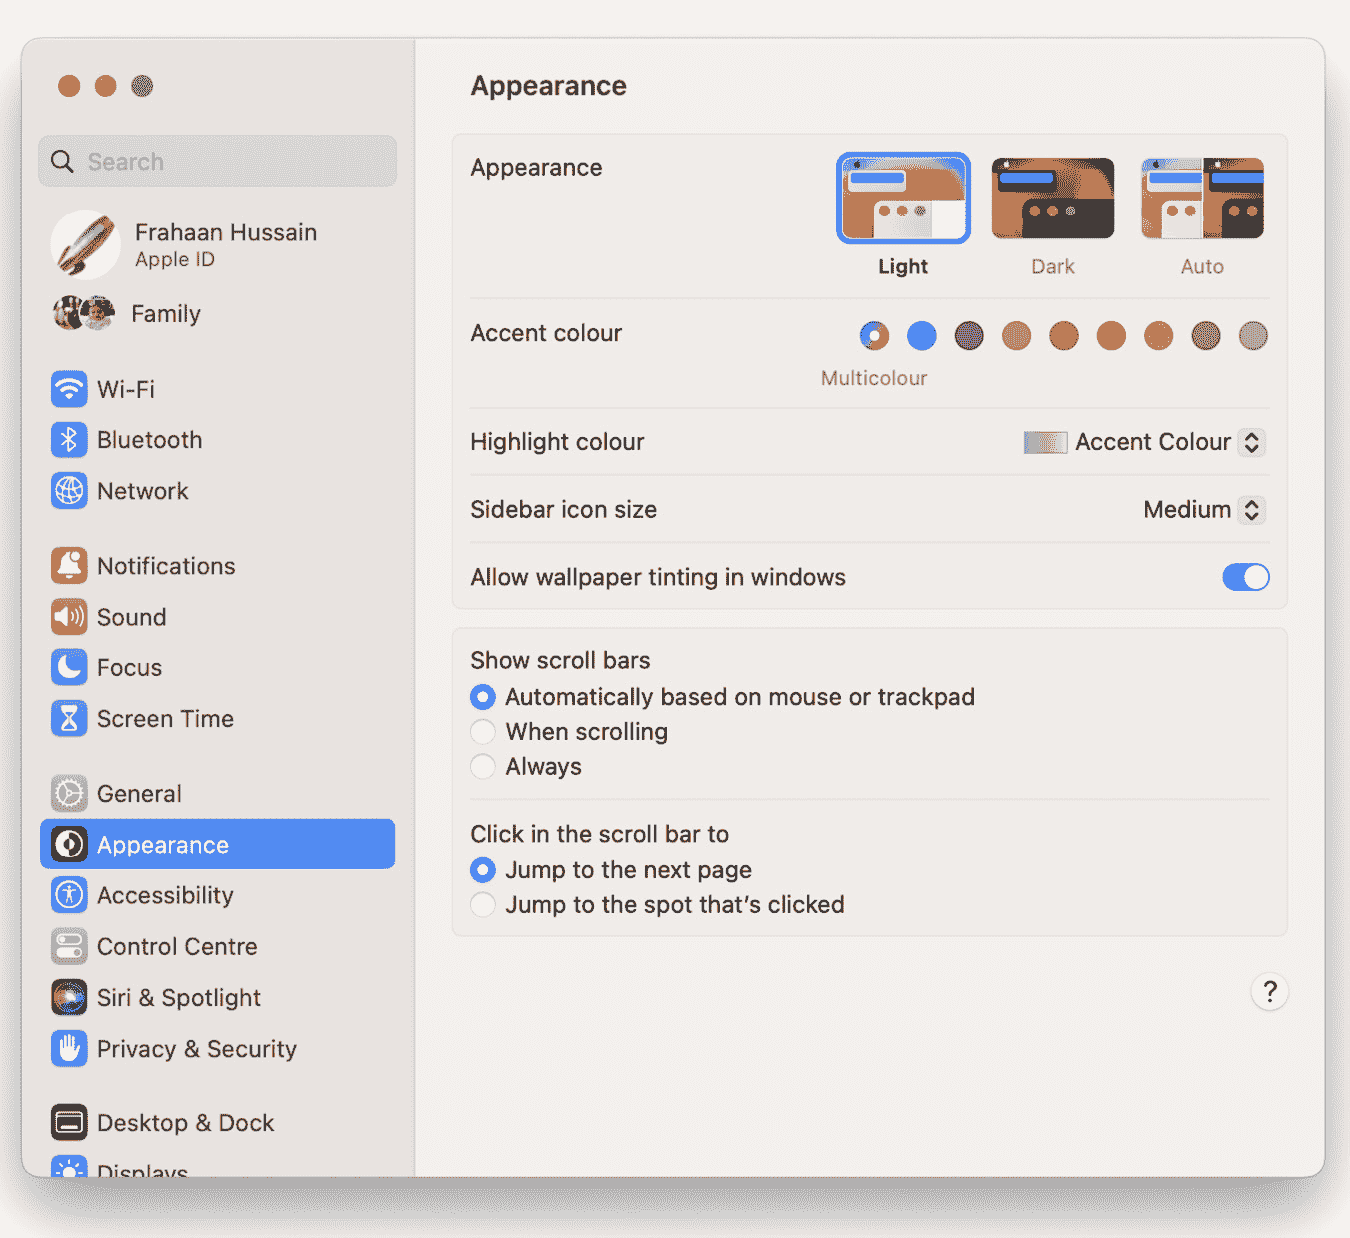 Search
Frahaan Hussain
Apple ID
Family
Wi-Fi
Bluetooth
Network
Notifications
Sound
Focus
Screen Time
General
Appearance
Accessibility
Control Centre
Siri & Spotlight
Privacy & Security
Desktop & Dock
Displays
Appearance
Appearance
Light
Dark
Auto
Accent colour
Multicolour
Highlight colour
Accent Colour
Sidebar icon size
Medium
Allow wallpaper tinting in windows
Show scroll bars
Automatically based on mouse or trackpad
When scrolling
Always
Click in the scroll bar to
Jump to the next page
Jump to the spot that’s clicked
?